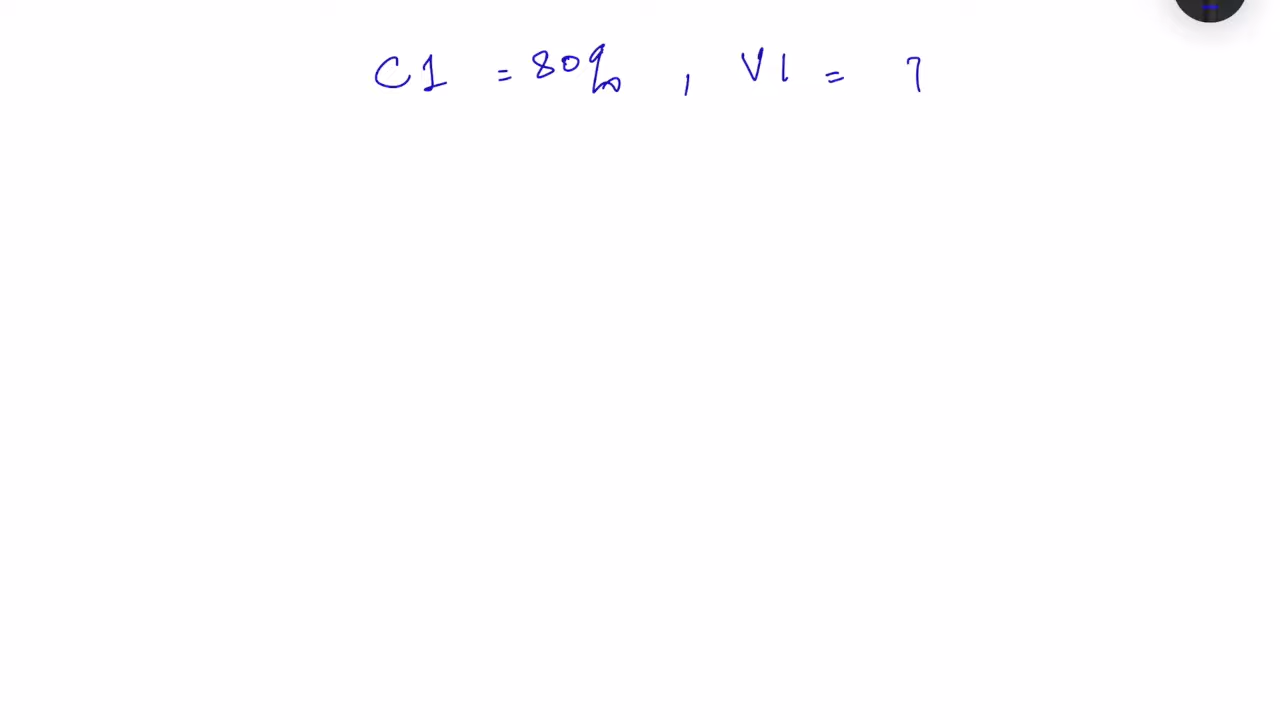 C1 = 80% , V1 = ?